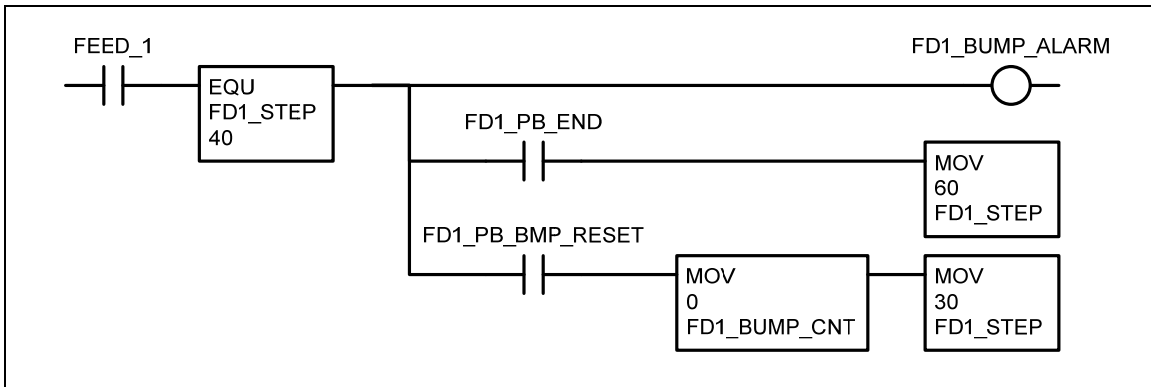 FEED_1
FD1_BUMP_ALARM
EQU
FD1_STEP
40
FD1_PB_END
MOV
60
FD1_STEP
FD1_PB_BMP_RESET
MOV
0
FD1_BUMP_CNT
MOV
30
FD1_STEP